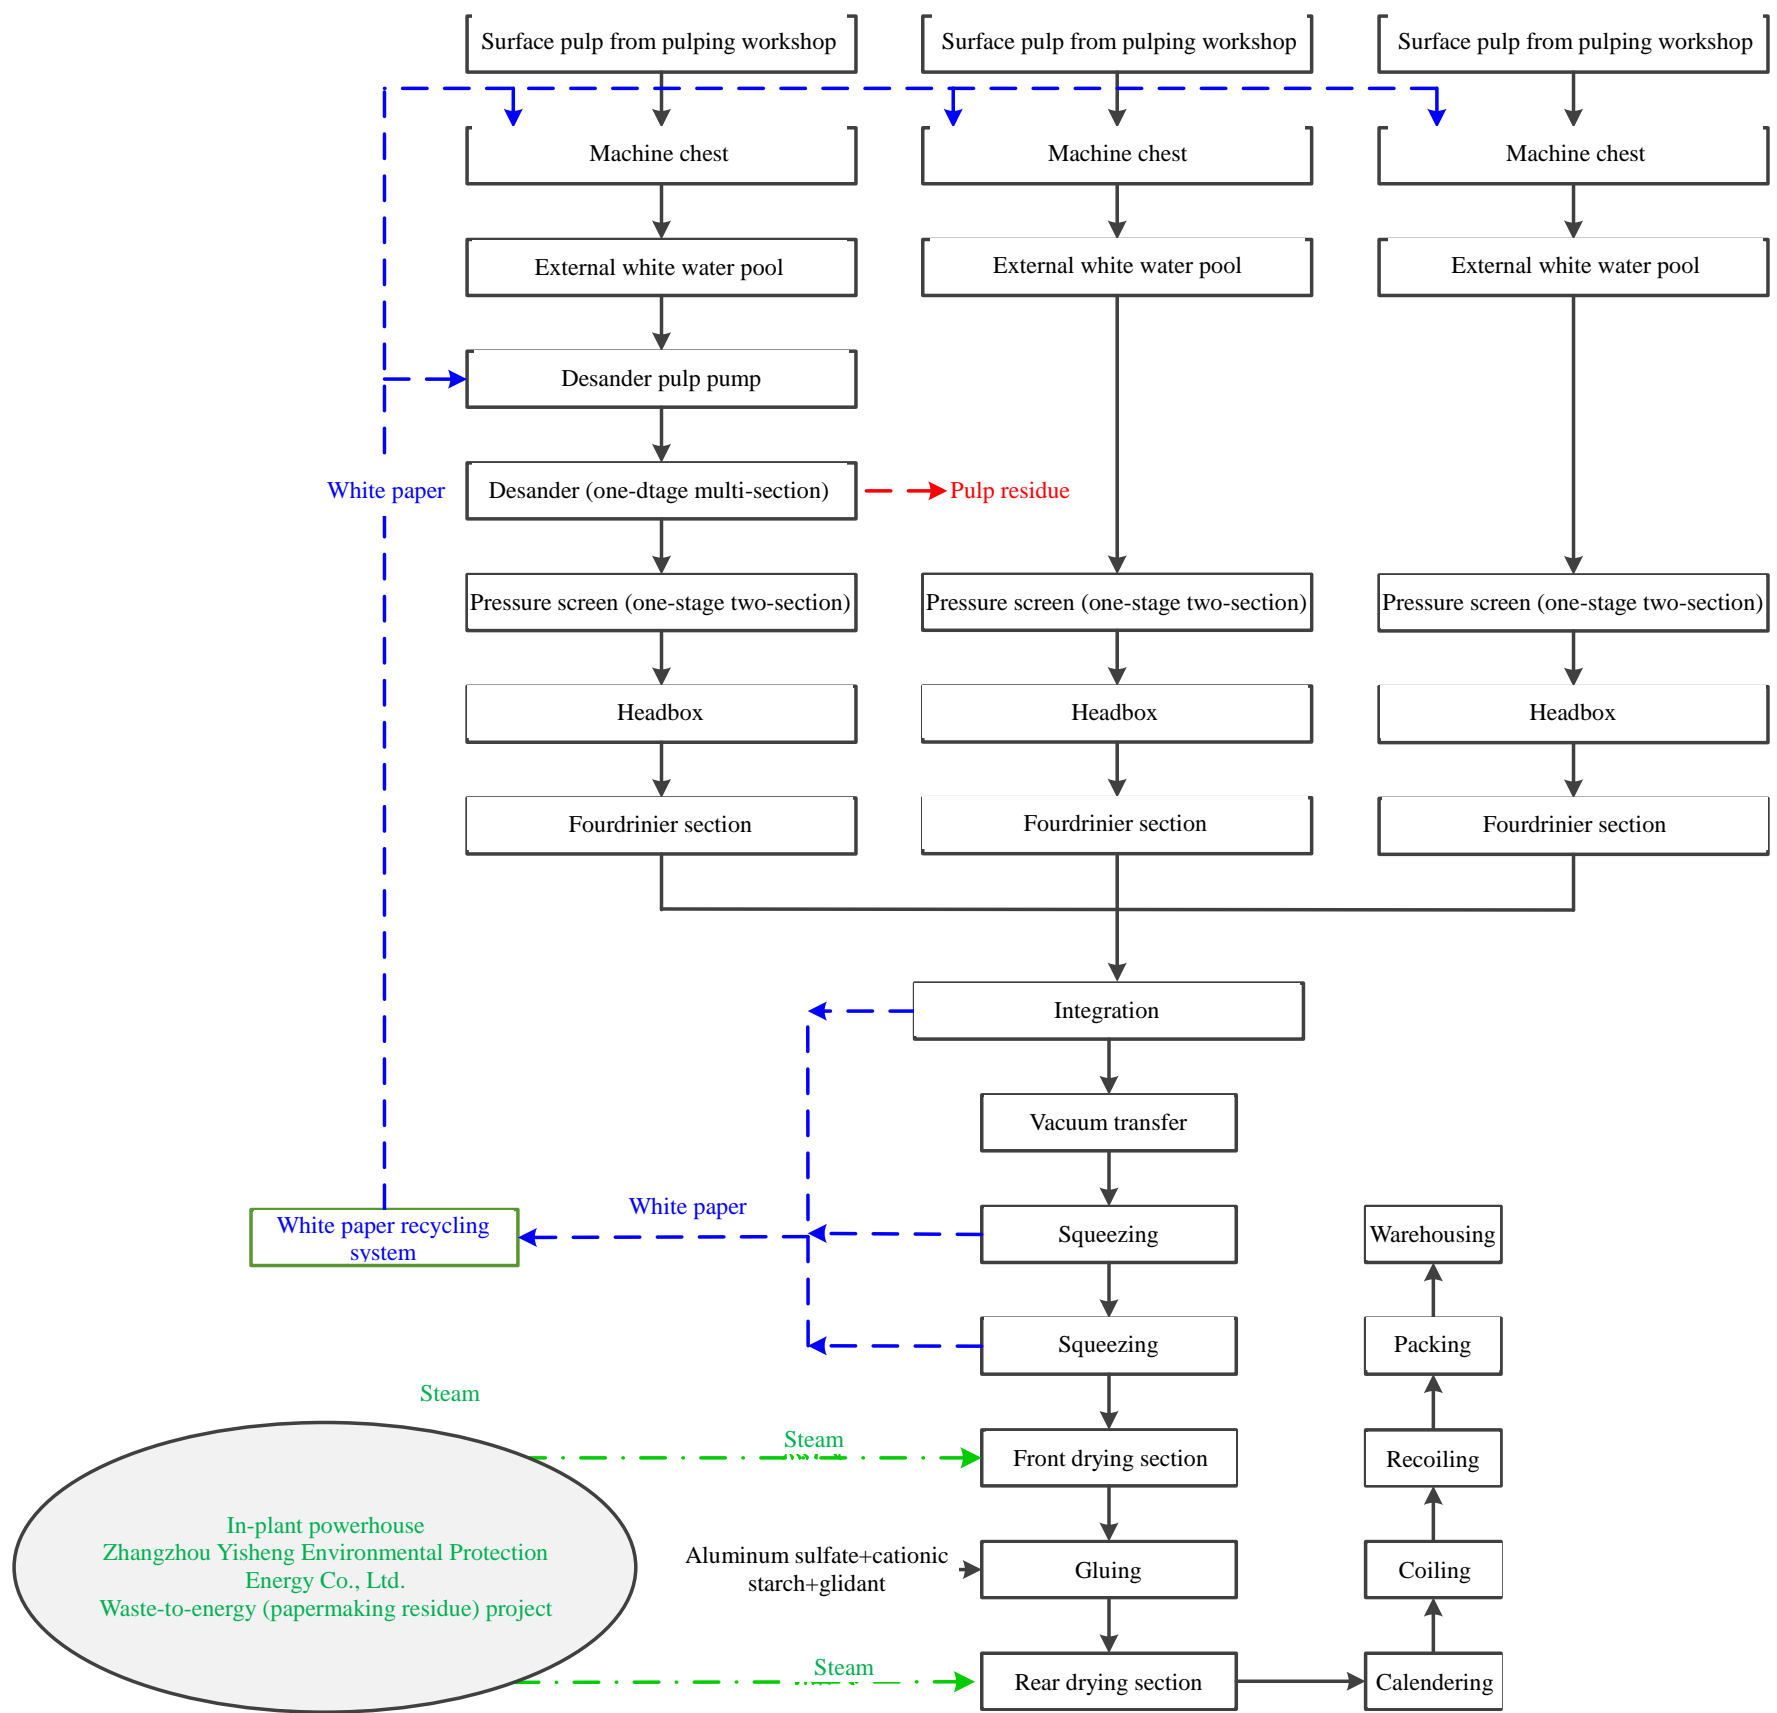 Surface pulp from pulping workshop
Surface pulp from pulping workshop
Surface pulp from pulping workshop
Machine chest
Machine chest
Machine chest
External white water pool
External white water pool
External white water pool
Desander pulp pump
White paper
Desander (one-dtage multi-section)
Pulp residue
Pressure screen (one-stage two-section)
Pressure screen (one-stage two-section)
Pressure screen (one-stage two-section)
Headbox
Headbox
Headbox
Fourdrinier section
Fourdrinier section
Fourdrinier section
Integration
Vacuum transfer
White paper recycling
system
White paper
Squeezing
Warehousing
Squeezing
Packing
Steam
Steam
Front drying section
Recoiling
In-plant powerhouse
Zhangzhou Yisheng Environmental Protection
Energy Co., Ltd.
Waste-to-energy (papermaking residue) project
Aluminum sulfate+cationic
starch+glidant
Gluing
Coiling
Steam
Rear drying section
Calendering